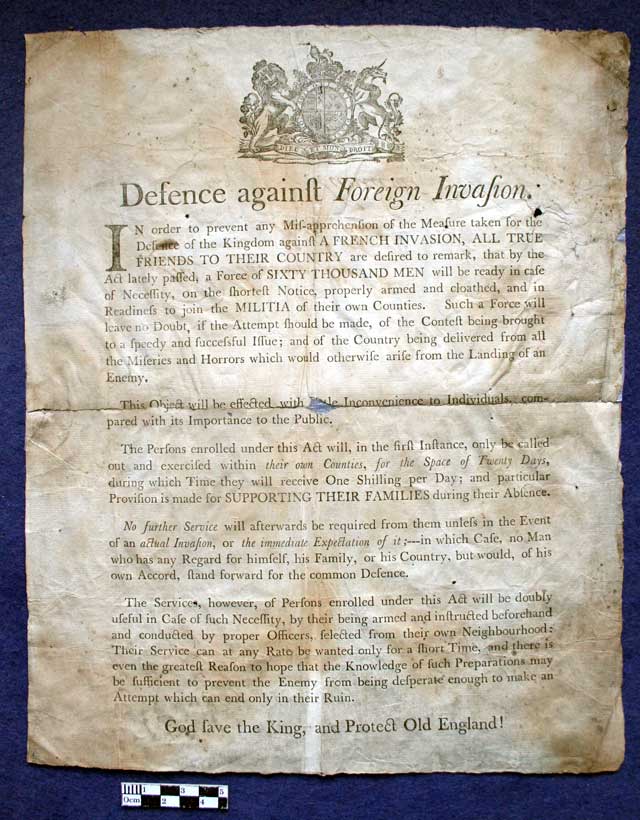 DIEU ET MON DROIT
Defence againſt Foreign Invaſion.
IN order to prevent any Miſ-apprehenſion of the Meaſure taken for the
Defence of the Kingdom againſt A FRENCH INVASION, ALL TRUE
FRIENDS TO THEIR COUNTRY are deſired to remark, that by the
Act lately paſſed, a Force of SIXTY THOUSAND MEN will be ready in caſe
of Neceſſity, on the ſhorteſt Notice, properly armed and cloathed, and in
Readineſs to join the MILITIA of their own Counties. Such a Force will
leave no Doubt, if the Attempt ſhould be made, of the Conteſt being brought
to a ſpeedy and ſucceſsful Iſſue; and of the Country being delivered from all
the Miſeries and Horrors which would otherwiſe ariſe from the Landing of an
Enemy.
This Object will be effected with Inconvenience to Individuals, com-
pared with its Importance to the Public.
The Perſons enrolled under this Act will, in the firſt Inſtance, only be called
out and exerciſed within their own Counties, for the Space of Twenty Days,
during which Time they will receive One Shilling per Day; and particular
Proviſion is made for SUPPORTING THEIR FAMILIES during their Abſence.
No further Service will afterwards be required from them unleſs in the Event
of an actual Invaſion, or the immediate Expectation of it;—in which Caſe, no Man
who has any Regard for himſelf, his Family, or his Country, but would, of his
own Accord, ſtand forward for the common Defence.
The Services, however, of Perſons enrolled under this Act will be doubly
uſeful in Caſe of ſuch Neceſſity, by their being armed and inſtructed beforehand
and conducted by proper Officers, ſelected from their own Neighbourhood:
Their Service can at any Rate be wanted only for a ſhort Time, and there is
even the greateſt Reaſon to hope that the Knowledge of ſuch Preparations may
be ſufficient to prevent the Enemy from being deſperate enough to make an
Attempt which can end only in their Ruin.
God ſave the King, and Protect Old England!
1 3 5
0cm 2 4